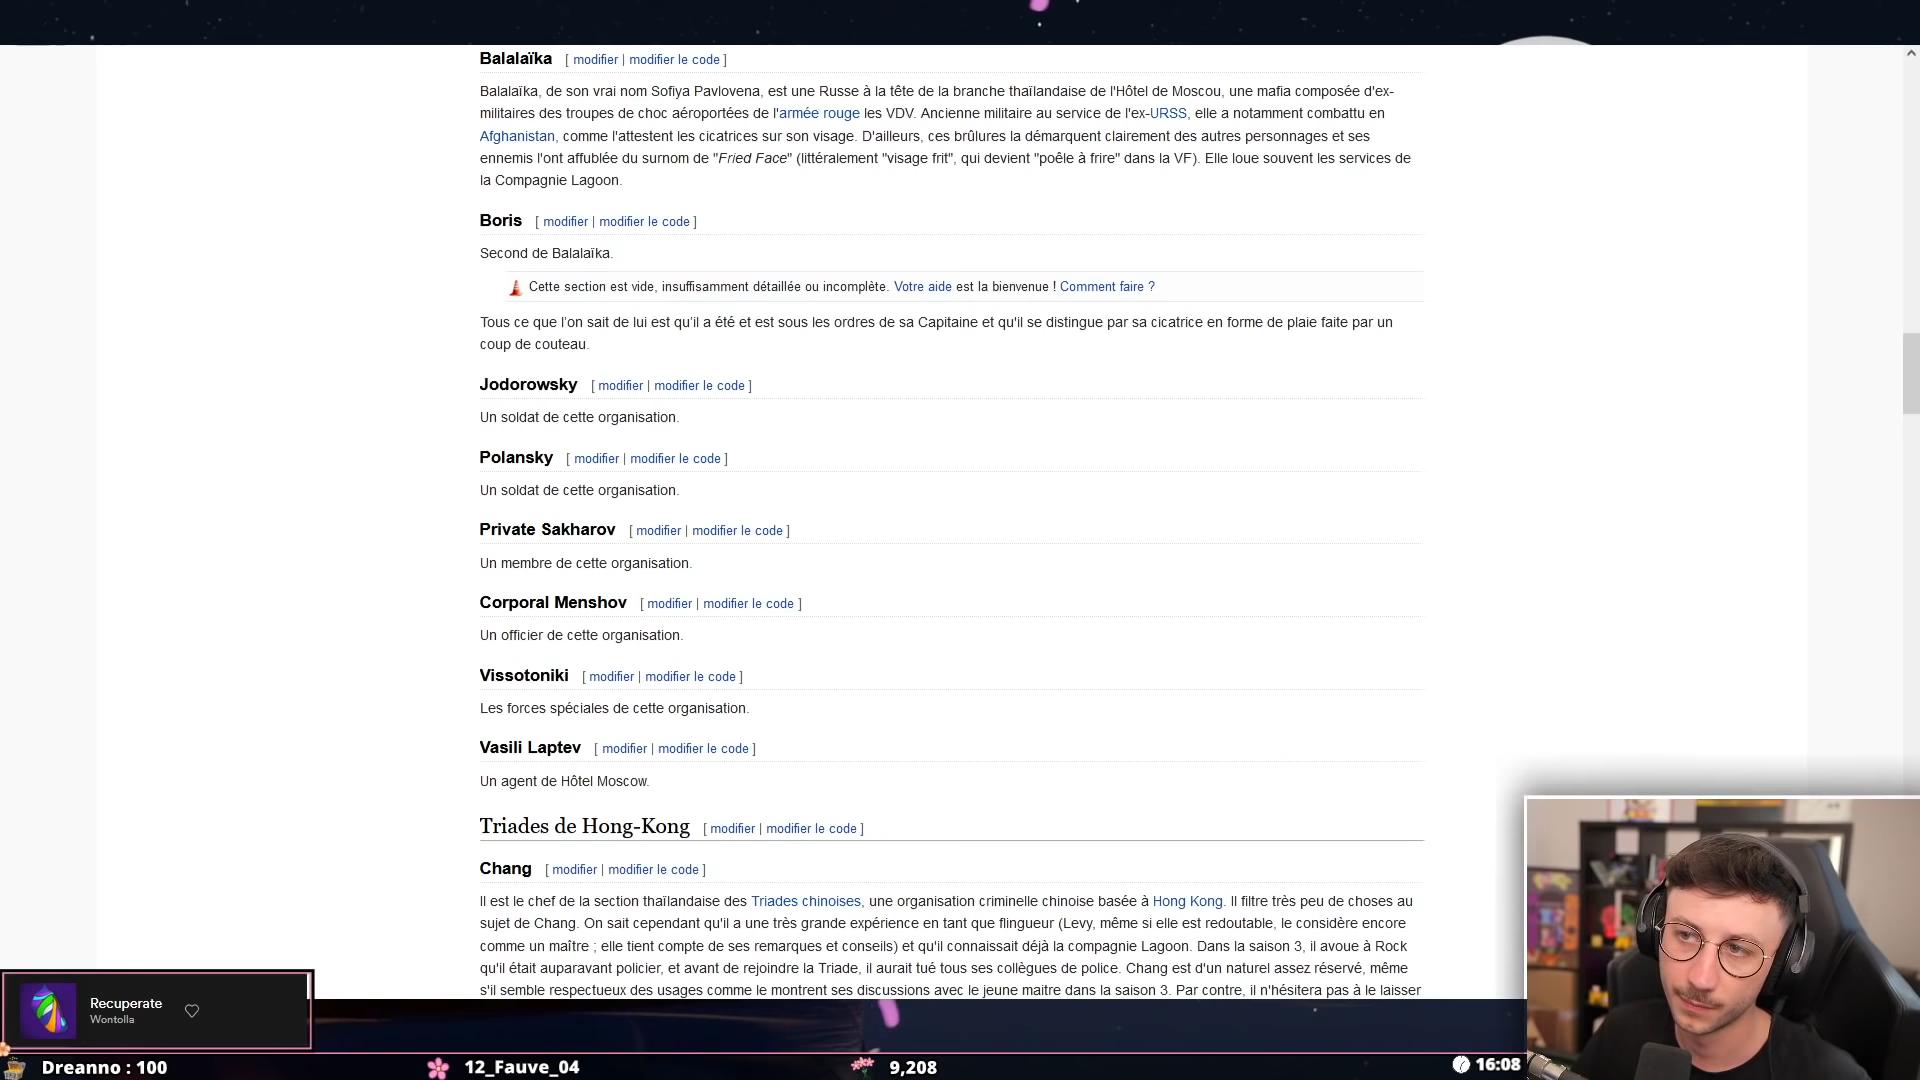 Balalaïka [ modifier | modifier le code ]
Balalaïka, de son vrai nom Sofiya Pavlovena, est une Russe à la tête de la branche thaïlandaise de l'Hôtel de Moscou, une mafia composée d'ex-
militaires des troupes de choc aéroportées de l'armée rouge les VDV. Ancienne militaire au service de l'ex-URSS, elle a notamment combattu en
Afghanistan, comme l'attestent les cicatrices sur son visage. D'ailleurs, ces brûlures la démarquent clairement des autres personnages et ses
ennemis l'ont affublée du surnom de "Fried Face" (littéralement "visage frit", qui devient "poêle à frire" dans la VF). Elle loue souvent les services de
la Compagnie Lagoon.
Boris [ modifier | modifier le code ]
Second de Balalaïka.
Cette section est vide, insuffisamment détaillée ou incomplète. Votre aide est la bienvenue ! Comment faire ?
Tous ce que l’on sait de lui est qu’il a été et est sous les ordres de sa Capitaine et qu'il se distingue par sa cicatrice en forme de plaie faite par un
coup de couteau.
Jodorowsky [ modifier | modifier le code ]
Un soldat de cette organisation.
Polansky [ modifier | modifier le code ]
Un soldat de cette organisation.
Private Sakharov [ modifier | modifier le code ]
Un membre de cette organisation.
Corporal Menshov [ modifier | modifier le code ]
Un officier de cette organisation.
Vissotoniki [ modifier | modifier le code ]
Les forces spéciales de cette organisation.
Vasili Laptev [ modifier | modifier le code ]
Un agent de Hôtel Moscow.
Triades de Hong-Kong [ modifier | modifier le code ]
Chang [ modifier | modifier le code ]
Il est le chef de la section thaïlandaise des Triades chinoises, une organisation criminelle chinoise basée à Hong Kong. Il filtre très peu de choses au
sujet de Chang. On sait cependant qu'il a une très grande expérience en tant que flingueur (Levy, même si elle est redoutable, le considère encore
comme un maître ; elle tient compte de ses remarques et conseils) et qu'il connaissait déjà la compagnie Lagoon. Dans la saison 3, il avoue à Rock
qu'il était auparavant policier, et avant de rejoindre la Triade, il aurait tué tous ses collègues de police. Chang est d'un naturel assez réservé, même
s'il semble respectueux des usages comme le montrent ses discussions avec le jeune maitre dans la saison 3. Par contre, il n'hésitera pas à le laisser
Recuperate
Wontolla
Dreanno : 100
12_Fauve_04
9,208
16:08